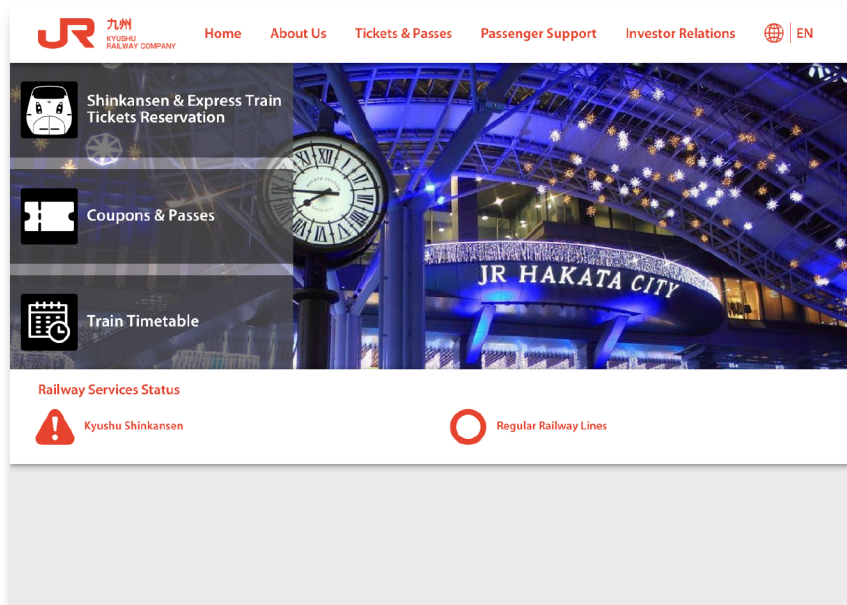 JR
九州
KYUSHU
RAILWAY COMPANY
Home
About Us
Tickets & Passes
Passenger Support
Investor Relations
EN
Shinkansen & Express Train
Tickets Reservation
Coupons & Passes
Train Timetable
JR HAKATA CITY
Railway Services Status
Kyushu Shinkansen
Regular Railway Lines